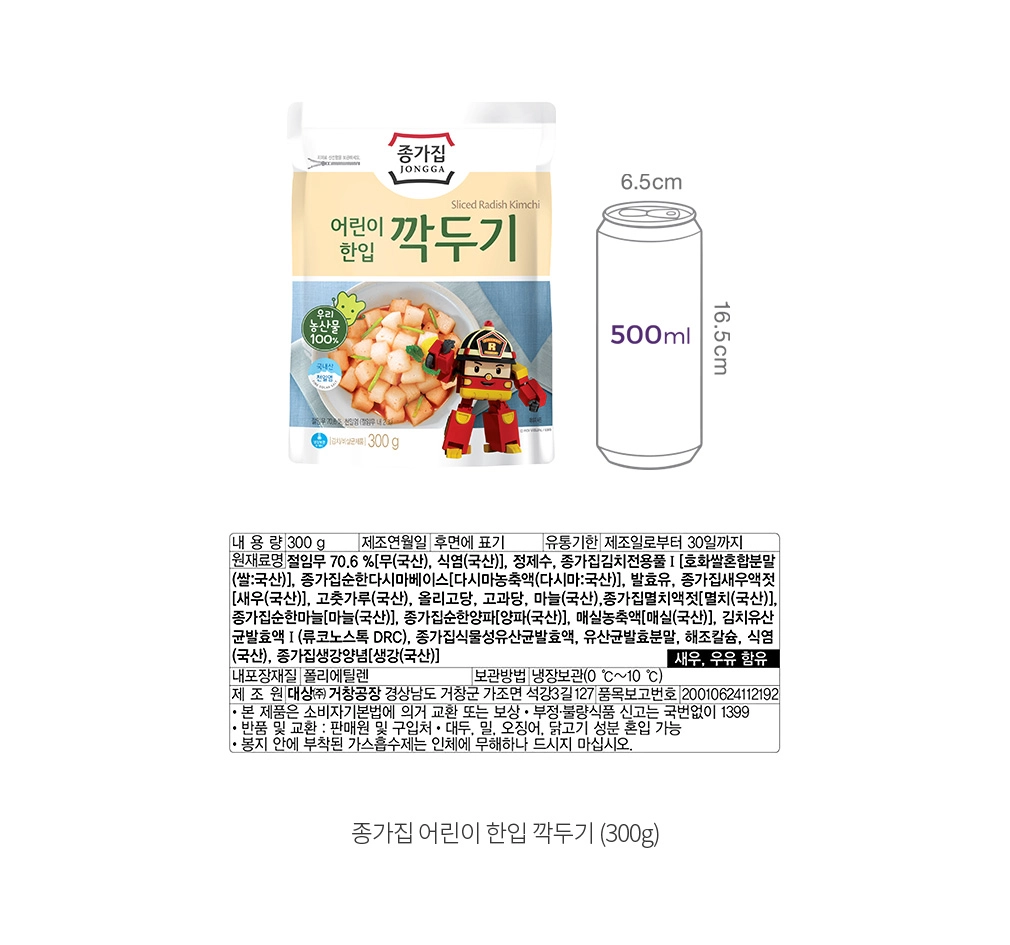 종가집
JONGGA
Sliced Radish Kimchi
어린이
한입 깍두기
우리
농산물
100%
국내산
천일염
300 g
R
6.5cm
16.5cm
500ml
내 용 량 300 g 제조연월일 후면에 표기 유통기한 제조일로부터 30일까지
원재료명 절임무 70.6 %[무(국산), 식염(국산)], 정제수, 종가집김치전용풀Ⅰ[호화쌀혼합분말
(쌀:국산)], 종가집순한다시마베이스[다시마농축액(다시마:국산)], 발효유, 종가집새우액젓
[새우(국산)], 고춧가루(국산), 올리고당, 고과당, 마늘(국산),종가집멸치액젓[멸치(국산)],
종가집순한마늘[마늘(국산)], 종가집순한양파[양파(국산)], 매실농축액[매실(국산)], 김치유산
균발효액Ⅰ(류코노스톡 DRC), 종가집식물성유산균발효액, 유산균발효분말, 해조칼슘, 식염
(국산), 종가집생강양념[생강(국산)]
새우, 우유 함유
내포장재질 폴리에틸렌 보관방법 냉장보관(0 ℃~10 ℃)
제 조 원 대상㈜ 거창공장 경상남도 거창군 가조면 석강3길 127 품목보고번호 20010624112192
• 본 제품은 소비자기본법에 의거 교환 또는 보상 • 부정·불량식품 신고는 국번없이 1399
• 반품 및 교환 : 판매원 및 구입처 • 대두, 밀, 오징어, 닭고기 성분 혼입 가능
• 봉지 안에 부착된 가스흡수제는 인체에 무해하나 드시지 마십시오.
종가집 어린이 한입 깍두기 (300g)